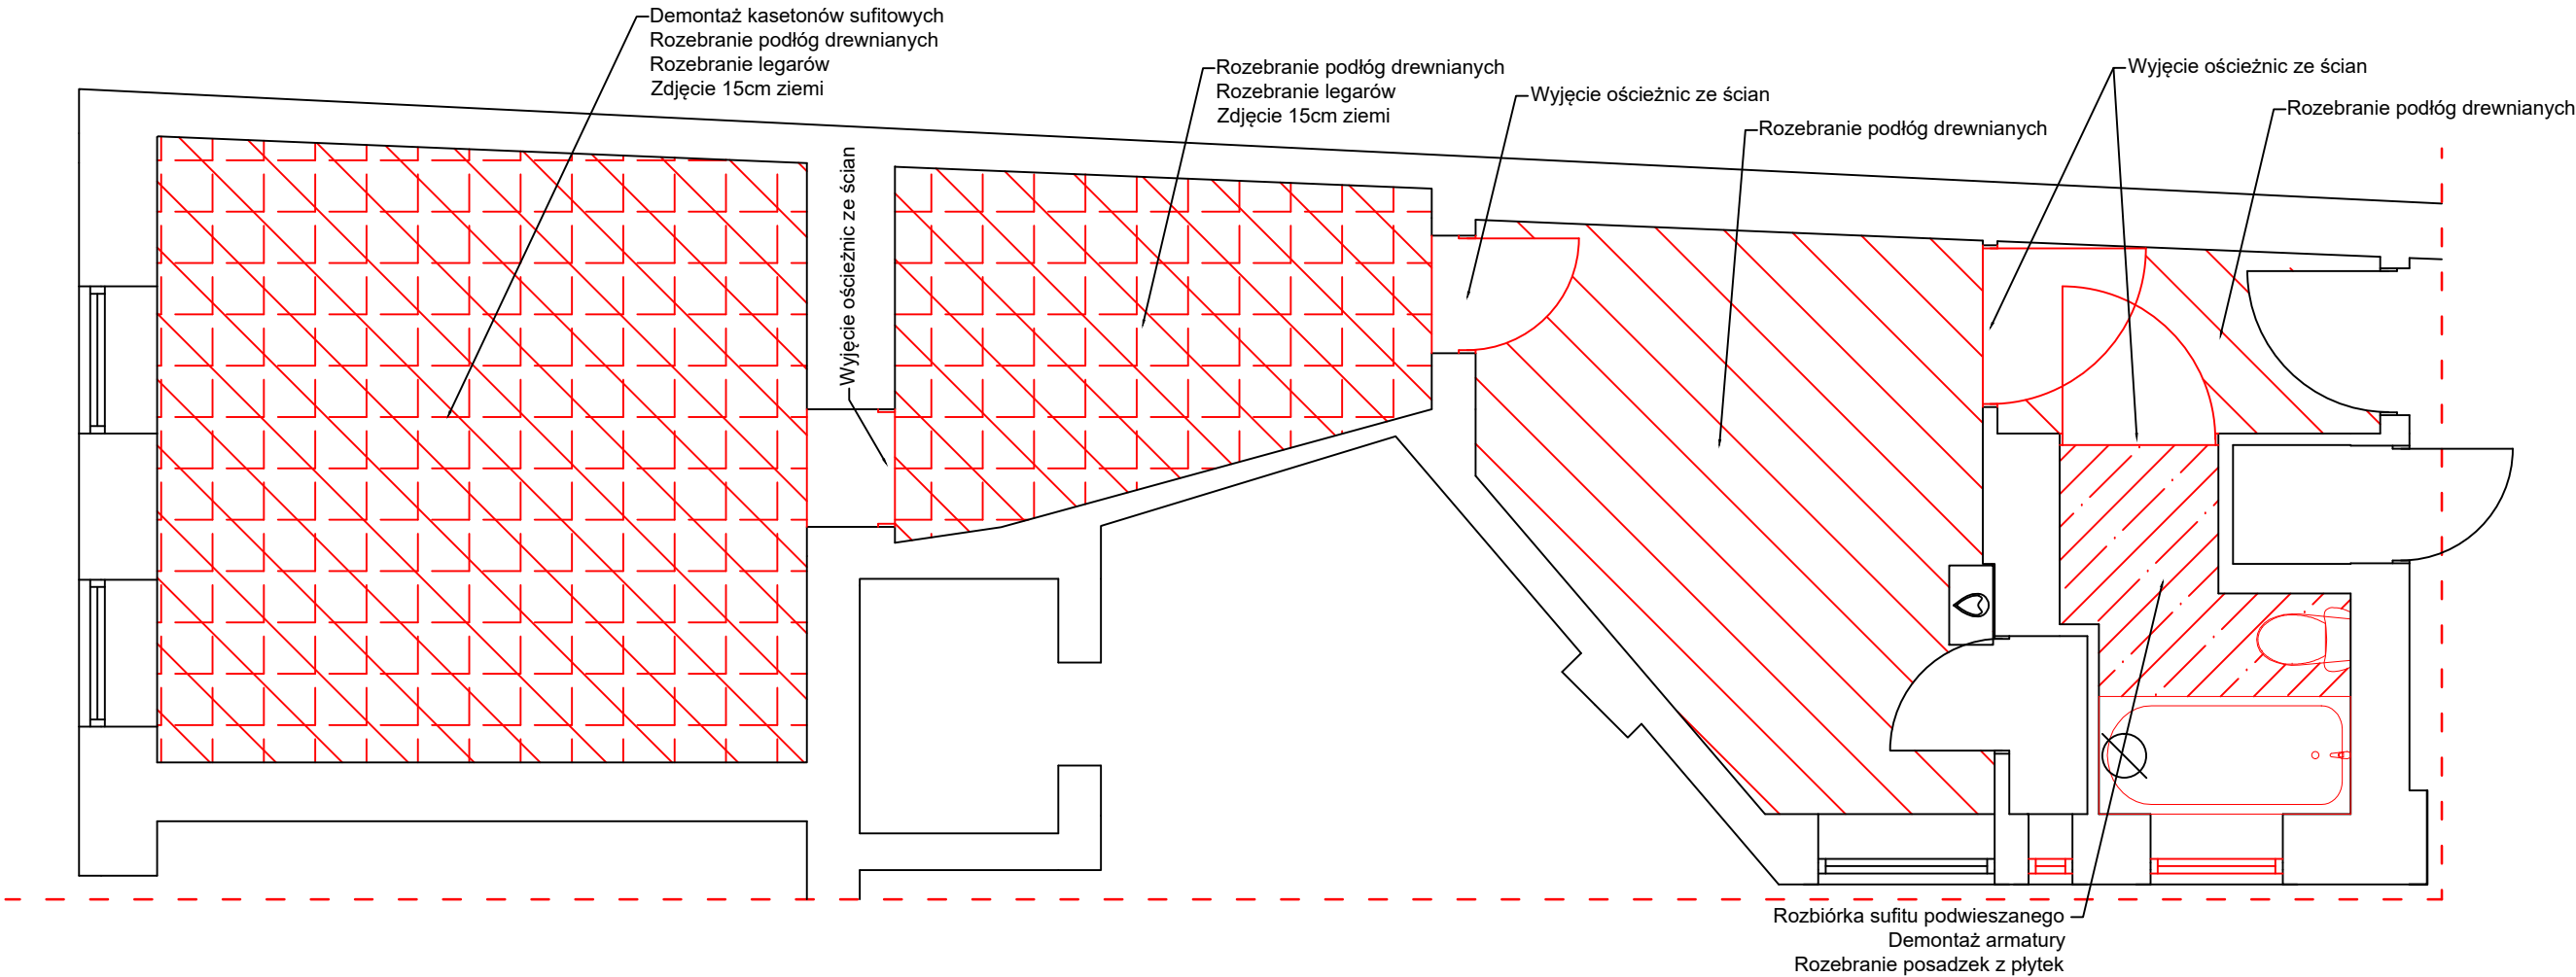 Demontaż kasetonów sufitowych
Rozebranie podłóg drewnianych
Rozebranie legarów
Zdjęcie 15cm ziemi
Rozebranie podłóg drewnianych
Rozebranie legarów
Zdjęcie 15cm ziemi
Wyjęcie ościeżnic ze ścian
Wyjęcie ościeżnic ze ścian
Rozebranie podłóg drewnianych
Wyjęcie ościeżnic ze ścian
Rozebranie podłóg drewnianych
Rozbiórka sufitu podwieszanego
Demontaż armatury
Rozebranie posadzek z płytek